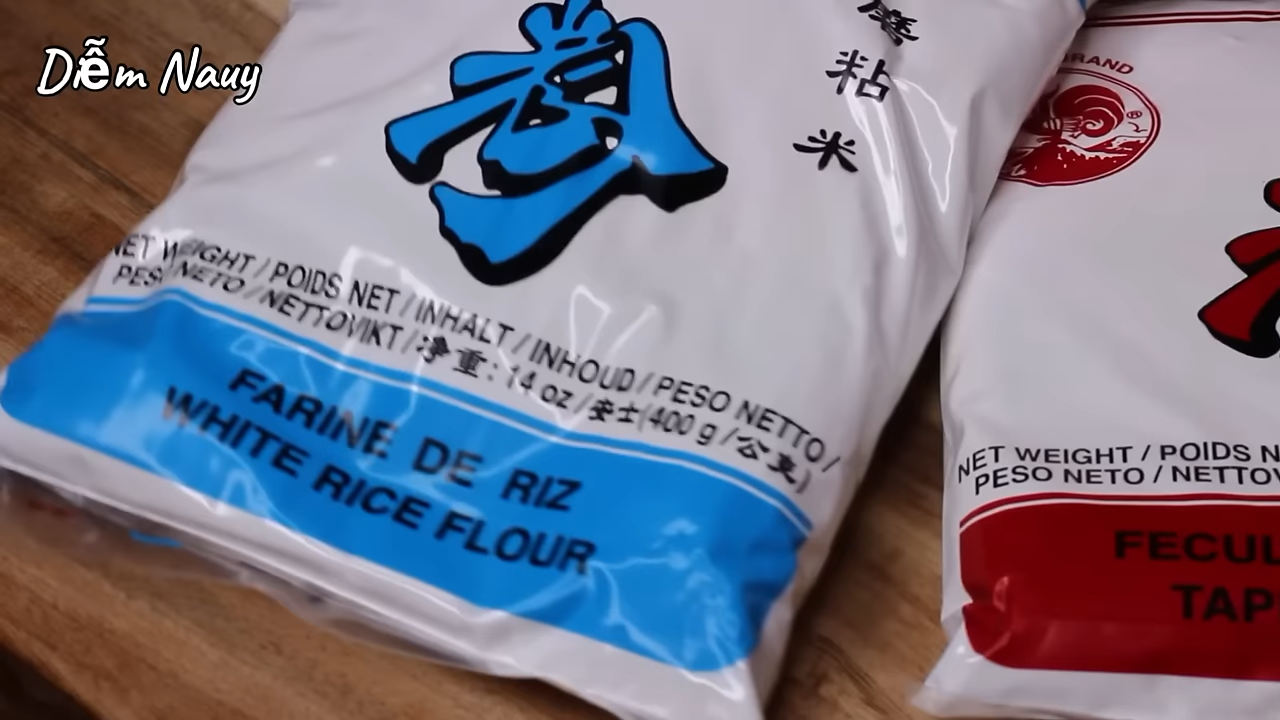 Diễm Nauy
粉
磨
粘
米
NET WEIGHT / POIDS NET / INHALT / INHOUD / PESO NETTO /
PESO NETO / NETTOVIKT / 净重: 14 oz / 安士 (400 g / 公克)
FARINE DE RIZ
WHITE RICE FLOUR
BRAND
®
NET WEIGHT / POIDS N
PESO NETO / NETTOV
FECUL
TAP